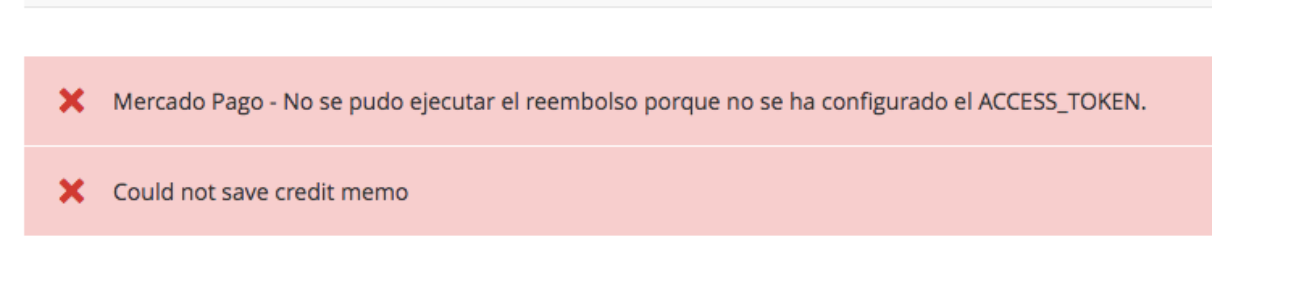 Mercado Pago - No se pudo ejecutar el reembolso porque no se ha configurado el ACCESS_TOKEN.
Could not save credit memo